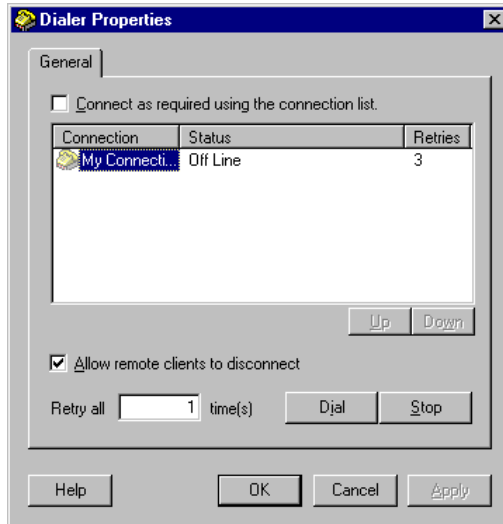 Dialer Properties
General
Connect as required using the connection list.
Connection Status Retries
My Connecti... Off Line 3
Up Down
Allow remote clients to disconnect
Retry all 1 time(s) Dial Stop
Help OK Cancel Apply